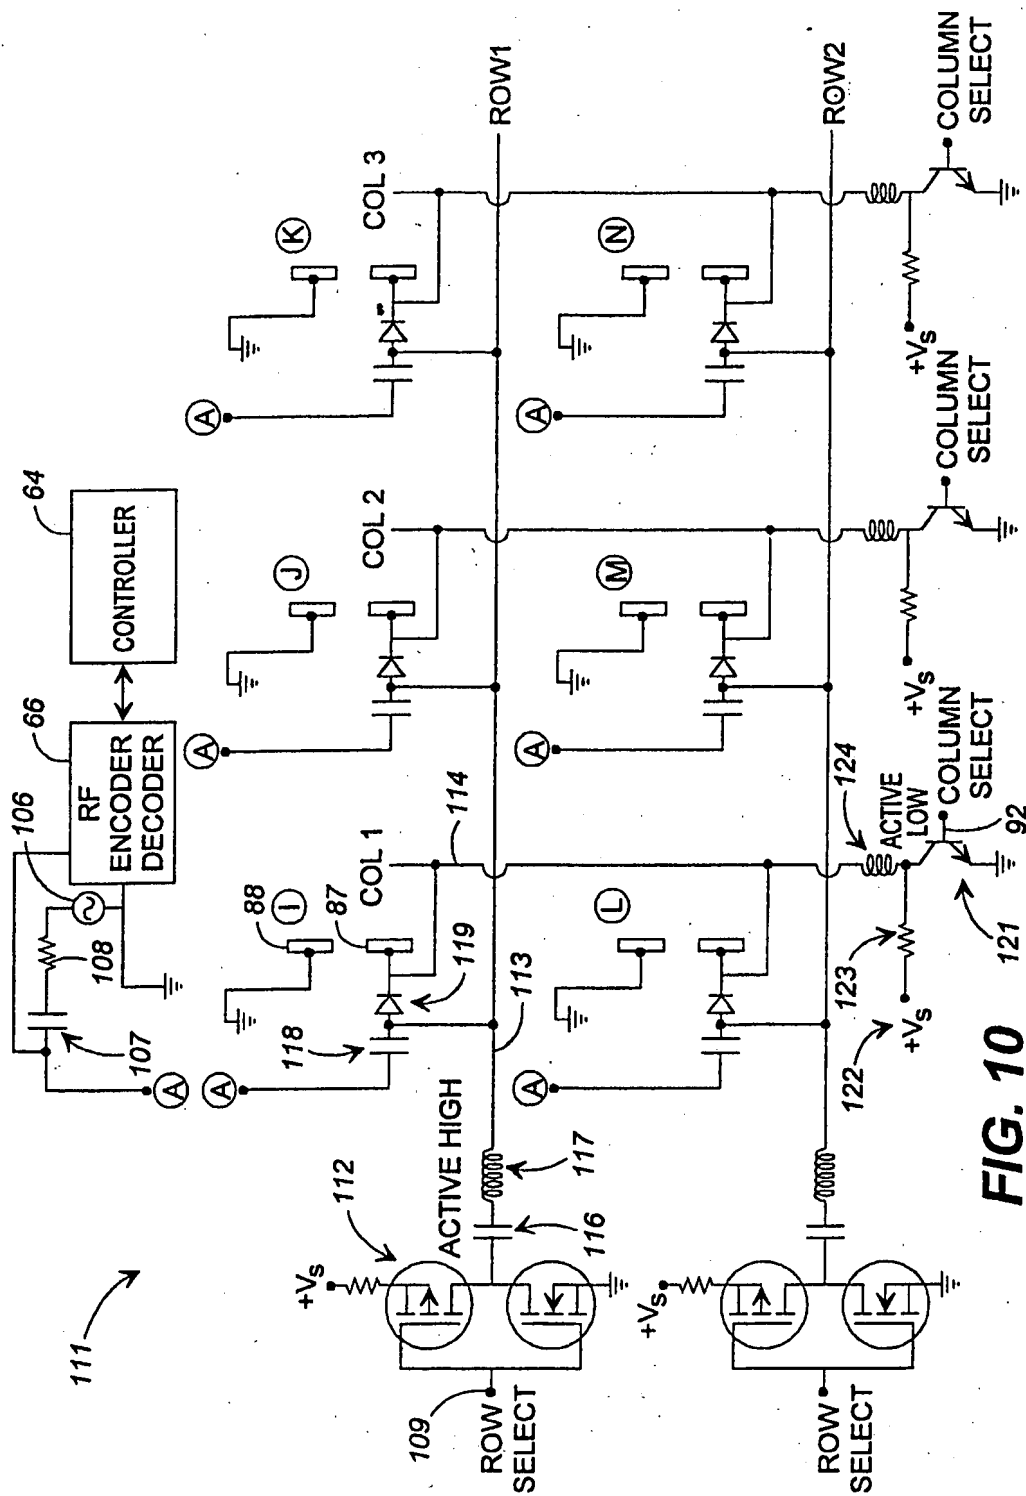 111
ROW
SELECT
109
+Vs
112
ACTIVE HIGH
116
117
113
A
107
108
106
RF
ENCODER
DECODER
66
CONTROLLER
64
A
118
119
87
88
I
COL 1
114
A
J
COL 2
A
K
COL 3
ROW1
ROW
SELECT
+Vs
A
L
A
M
A
N
ROW2
122
+Vs
123
124
ACTIVE
LOW
121
92
COLUMN
SELECT
+Vs
COLUMN
SELECT
+Vs
COLUMN
SELECT
FIG. 10